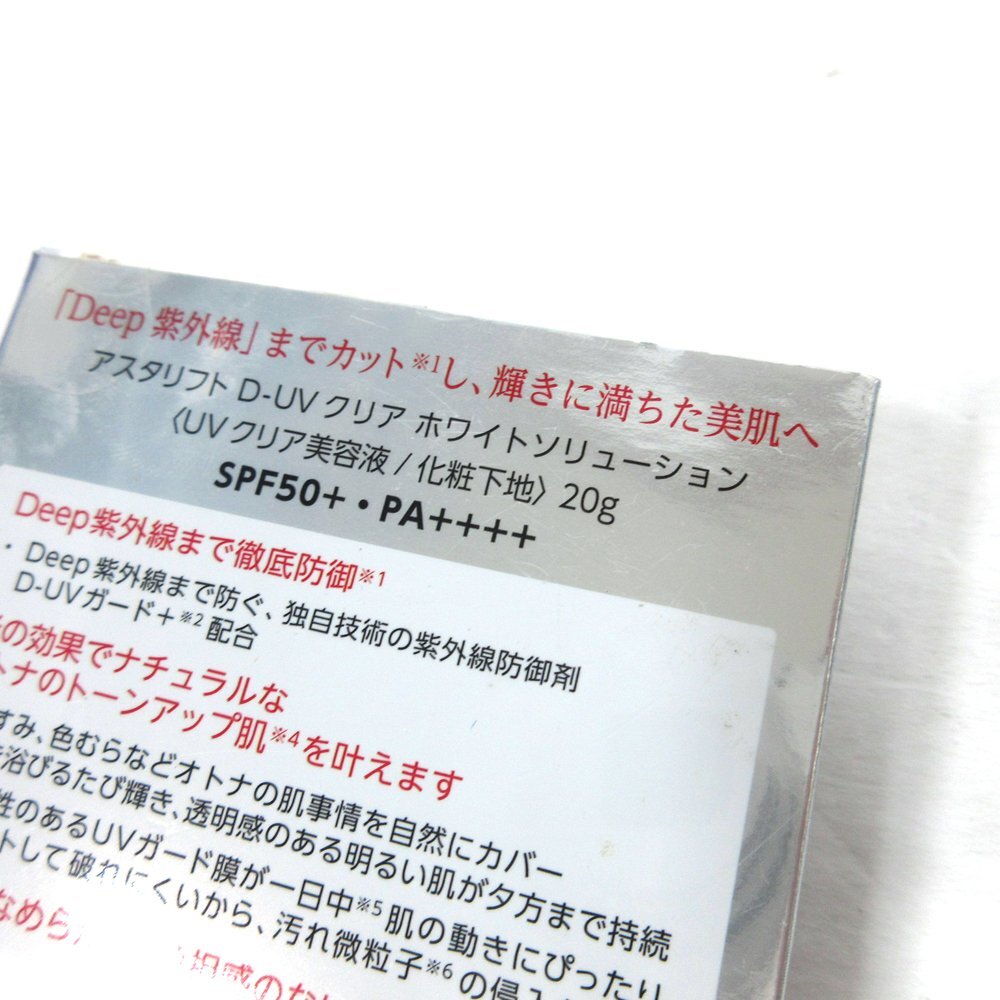 「Deep 紫外線」までカット※1し、輝きに満ちた美肌へ
アスタリフト D-UV クリア ホワイトソリューション
〈UV クリア美容液 / 化粧下地〉 20g
SPF50+・PA++++
Deep紫外線まで徹底防御※1
・Deep 紫外線まで防ぐ、独自技術の紫外線防御剤
D-UVガード+※2 配合
の効果でナチュラルな
トナのトーンアップ肌※4を叶えます
すみ、色むらなどオトナの肌事情を自然にカバー
浴びるたび輝き、透明感のある明るい肌が夕方まで持続
性のあるUVガード膜が一日中※5 肌の動きにぴったり
トして破れにくいから、汚れ微粒子※6 の侵入
なめら